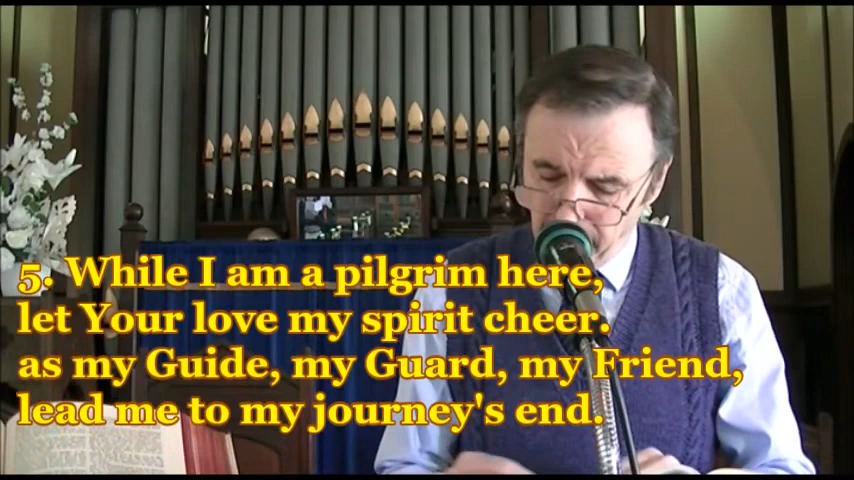 5. While I am a pilgrim here,
let Your love my spirit cheer.
as my Guide, my Guard, my Friend,
lead me to my journey's end.